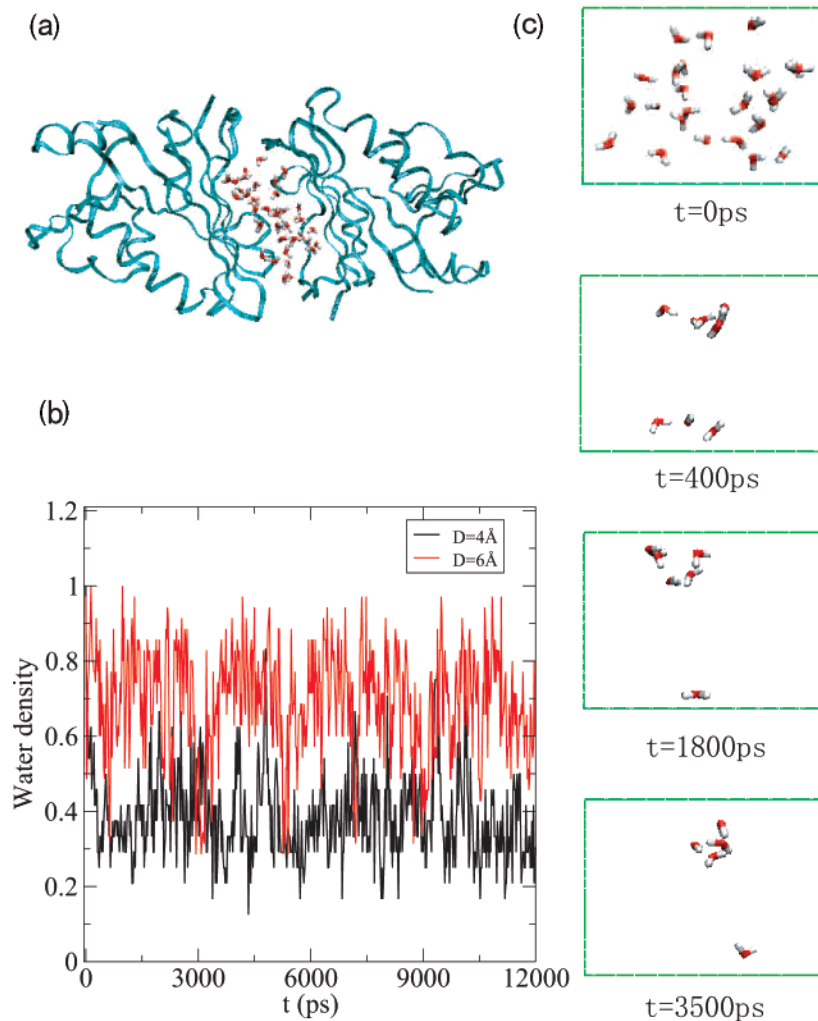 (a)
(c)
t=0ps
t=400ps
(b)
1.2
1
0.8
0.6
0.4
0.2
0
Water density
D=4Å
D=6Å
0 3000 6000 9000 12000
t (ps)
t=1800ps
t=3500ps